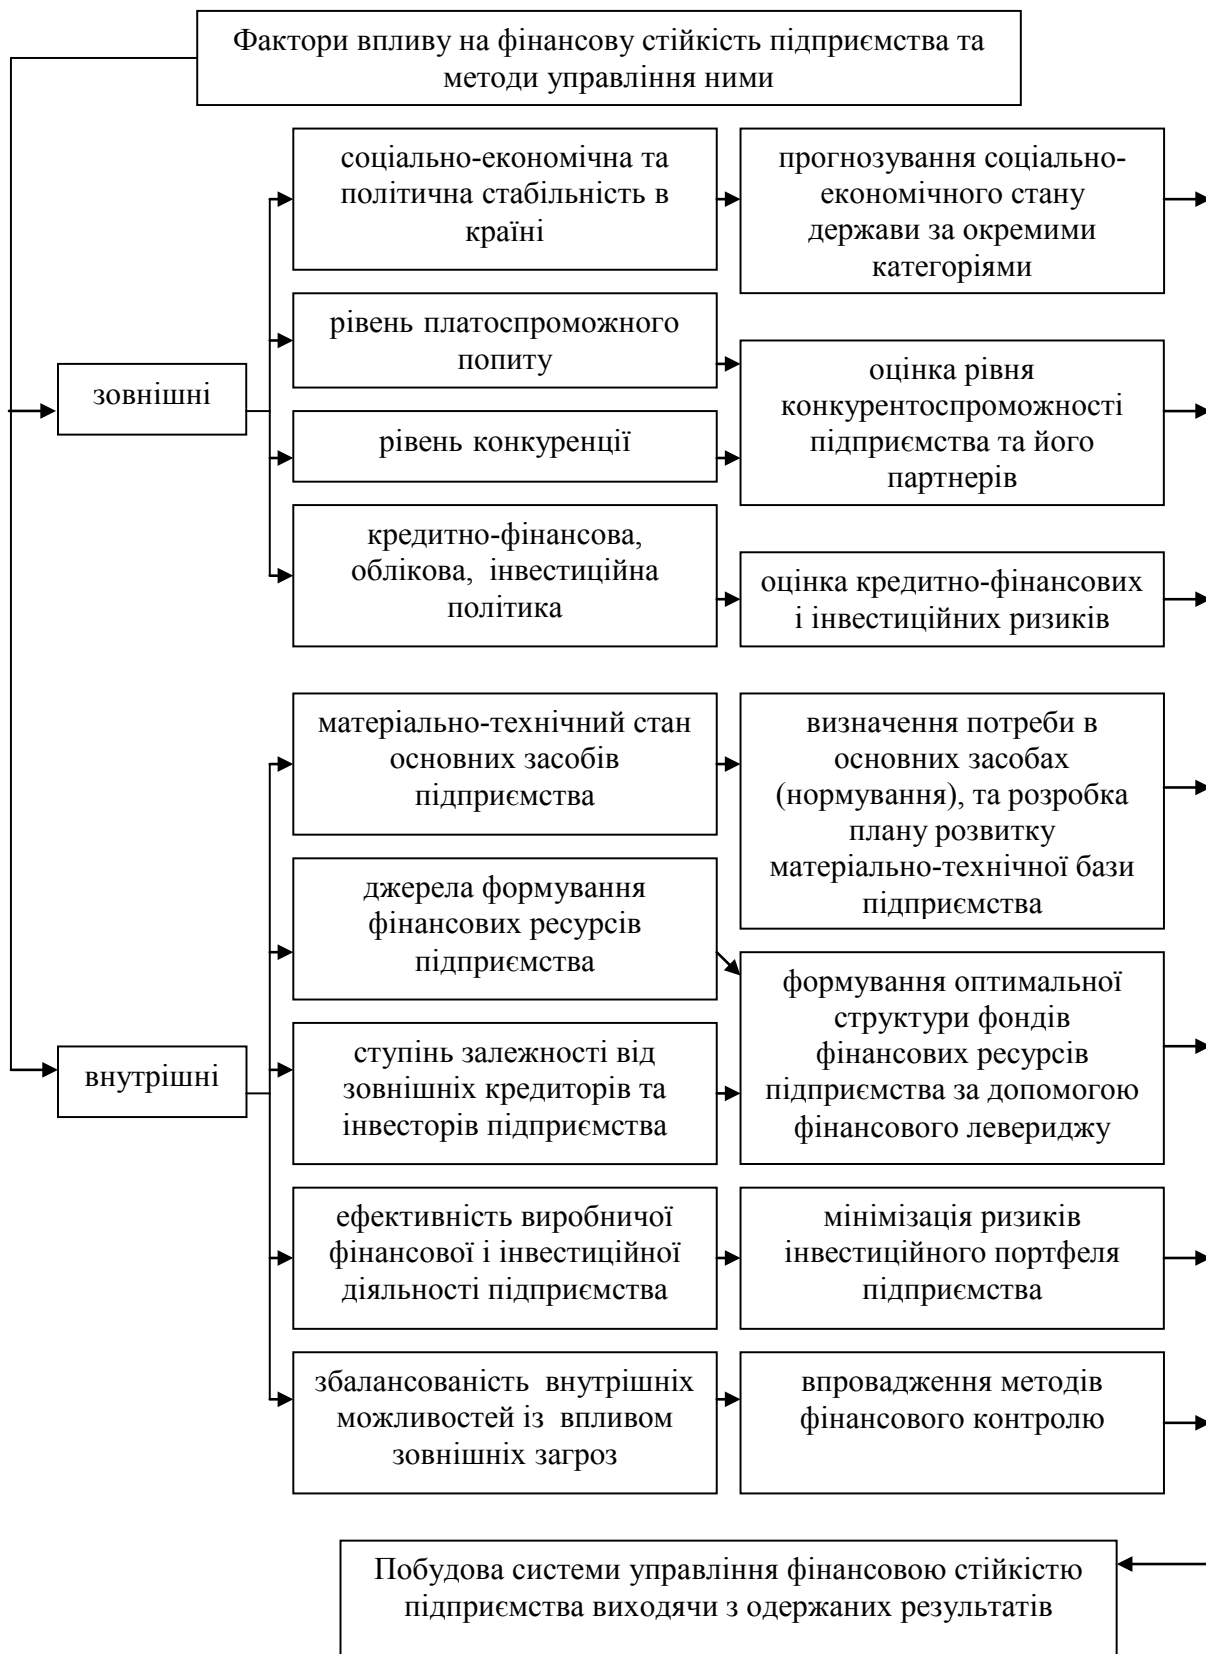 Фактори впливу на фінансову стійкість підприємства та
методи управління ними
соціально-економічна та
політична стабільність в
країні
прогнозування соціально-
економічного стану
держави за окремими
категоріями
рівень платоспроможного
попиту
зовнішні
оцінка рівня
конкурентоспроможності
підприємства та його
партнерів
рівень конкуренції
кредитно-фінансова,
облікова, інвестиційна
політика
оцінка кредитно-фінансових
і інвестиційних ризиків
матеріально-технічний стан
основних засобів
підприємства
визначення потреби в
основних засобах
(нормування), та розробка
плану розвитку
матеріально-технічної бази
підприємства
джерела формування
фінансових ресурсів
підприємства
формування оптимальної
структури фондів
фінансових ресурсів
підприємства за допомогою
фінансового левериджу
внутрішні
ступінь залежності від
зовнішніх кредиторів та
інвесторів підприємства
ефективність виробничої
фінансової і інвестиційної
діяльності підприємства
мінімізація ризиків
інвестиційного портфеля
підприємства
збалансованість внутрішніх
можливостей із впливом
зовнішніх загроз
впровадження методів
фінансового контролю
Побудова системи управління фінансовою стійкістю
підприємства виходячи з одержаних результатів